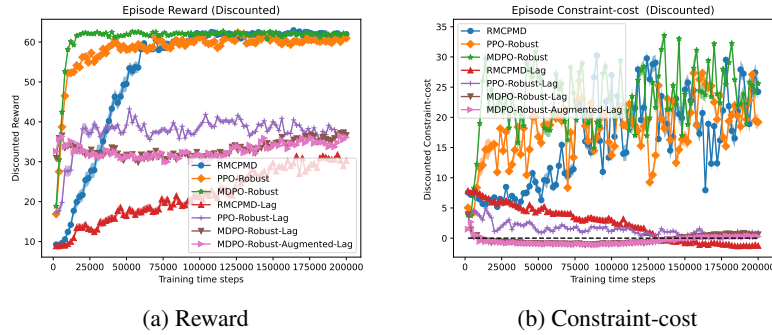 Episode Reward (Discounted)
Discounted Reward
60
50
40
30
20
10
RMCPMD
PPO-Robust
MDPO-Robust
RMCPMD-Lag
PPO-Robust-Lag
MDPO-Robust-Lag
MDPO-Robust-Augmented-Lag
0 25000 50000 75000 100000 125000 150000 175000 200000
Training time steps
(a) Reward
Episode Constraint-cost (Discounted)
Discounted Constraint-cost
35
30
25
20
15
10
5
0
RMCPMD
PPO-Robust
MDPO-Robust
RMCPMD-Lag
PPO-Robust-Lag
MDPO-Robust-Lag
MDPO-Robust-Augmented-Lag
0 25000 50000 75000 100000 125000 150000 175000 200000
Training time steps
(b) Constraint-cost